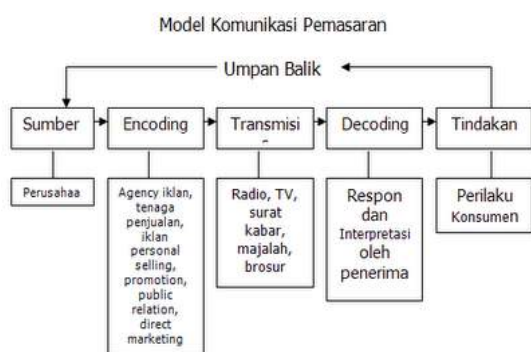 Model Komunikasi Pemasaran
Umpan Balik
Sumber
Encoding
Transmisi
Decoding
Tindakan
Perusahaa
Agency iklan,
tenaga
penjualan,
iklan
personal
selling,
promotion,
public
relation,
direct
marketing
Radio, TV,
surat
kabar,
majalah,
brosur
Respon
dan
Interpretasi
oleh
penerima
Perilaku
Konsumen